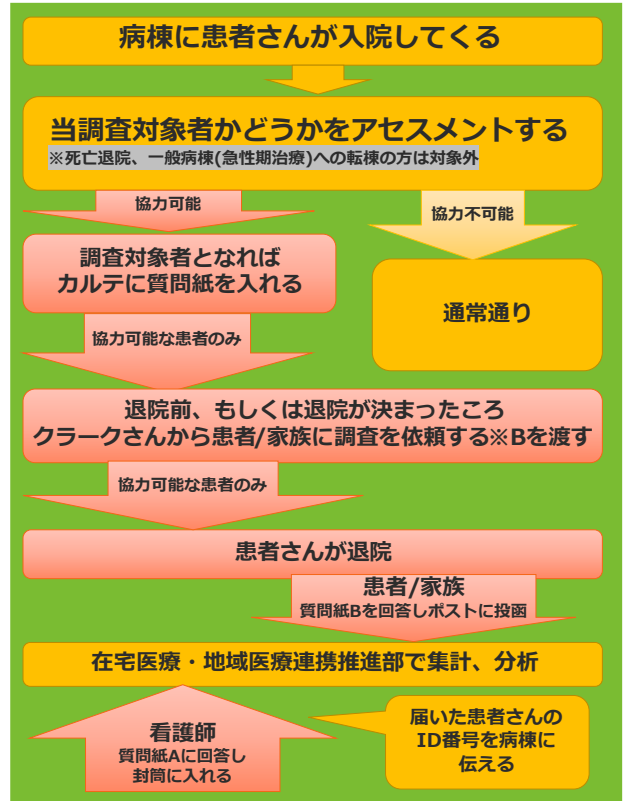 病棟に患者さんが入院してくる
当調査対象者かどうかをアセスメントする
※死亡退院、一般病棟(急性期治療)への転棟の方は対象外
協力可能
協力不可能
調査対象者となれば
カルテに質問紙を入れる
通常通り
協力可能な患者のみ
退院前、もしくは退院が決まったころ
クラークさんから患者/家族に調査を依頼する※Bを渡す
協力可能な患者のみ
患者さんが退院
患者/家族
質問紙Bを回答しポストに投函
在宅医療・地域医療連携推進部で集計、分析
看護師
質問紙Aに回答し
封筒に入れる
届いた患者さんの
ID番号を病棟に
伝える